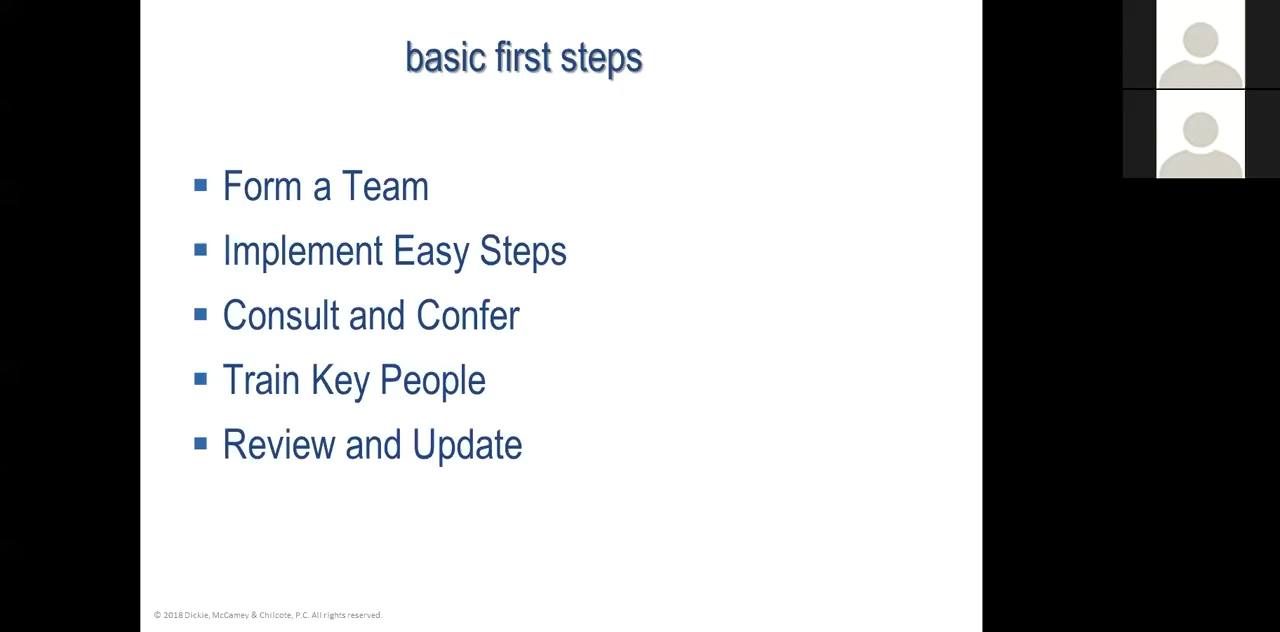 basic first steps
▪ Form a Team
▪ Implement Easy Steps
▪ Consult and Confer
▪ Train Key People
▪ Review and Update
© 2018 Dickie, McCamey & Chilcote, P.C. All rights reserved.